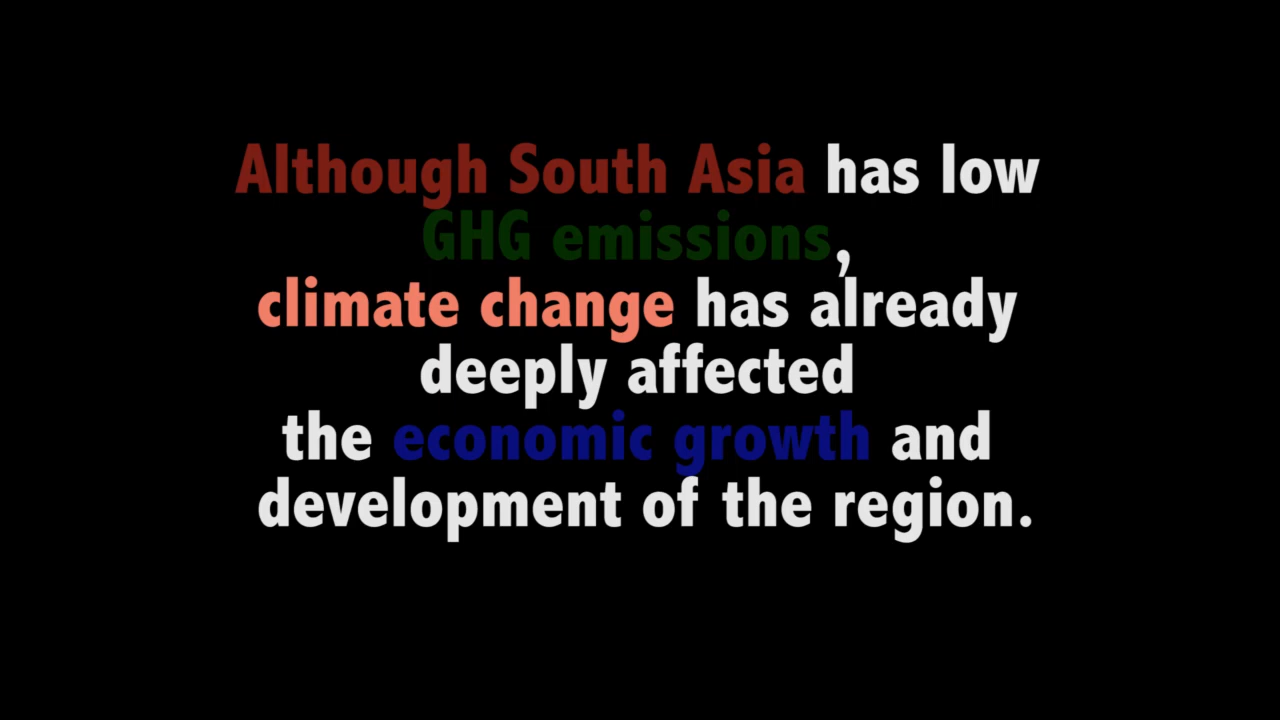 Although South Asia has low
GHG emissions,
climate change has already
deeply affected
the economic growth and
development of the region.